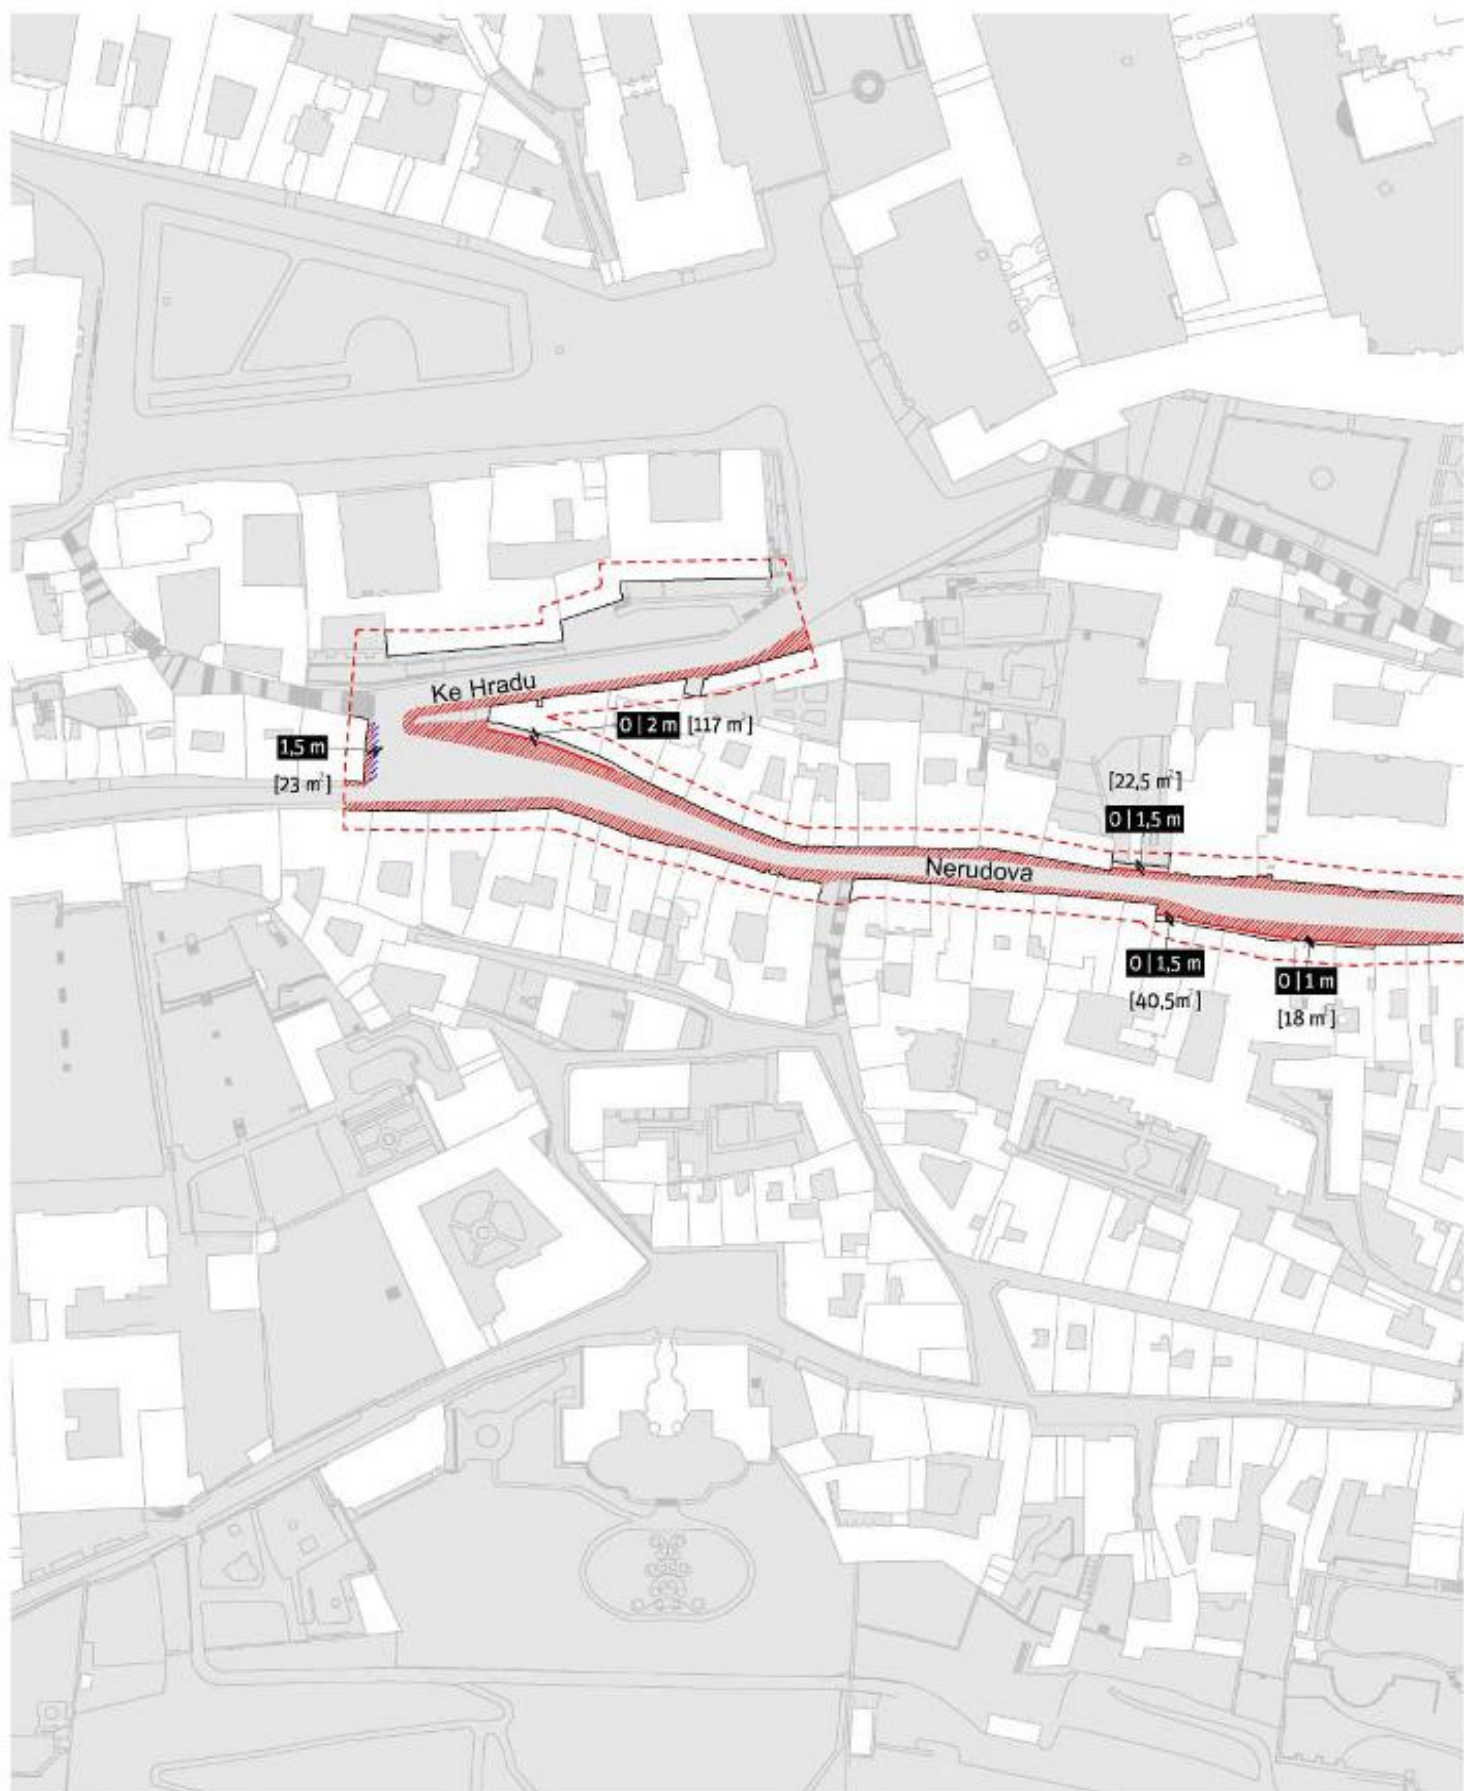 Ke Hradu
0 | 2 m [117 m²]
1,5 m
[23 m²]
[22,5 m²]
0 | 1,5 m
Nerudova
0 | 1,5 m
[40,5m²]
0 | 1 m
[18 m²]